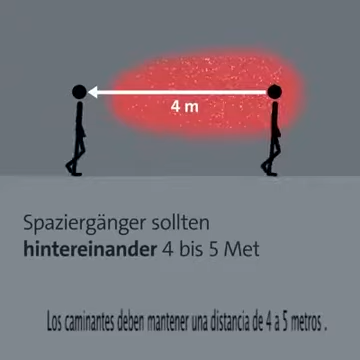 4 m
Spaziergänger sollten
hintereinander 4 bis 5 Met
Los caminantes deben mantener una distancia de 4 a 5 metros .